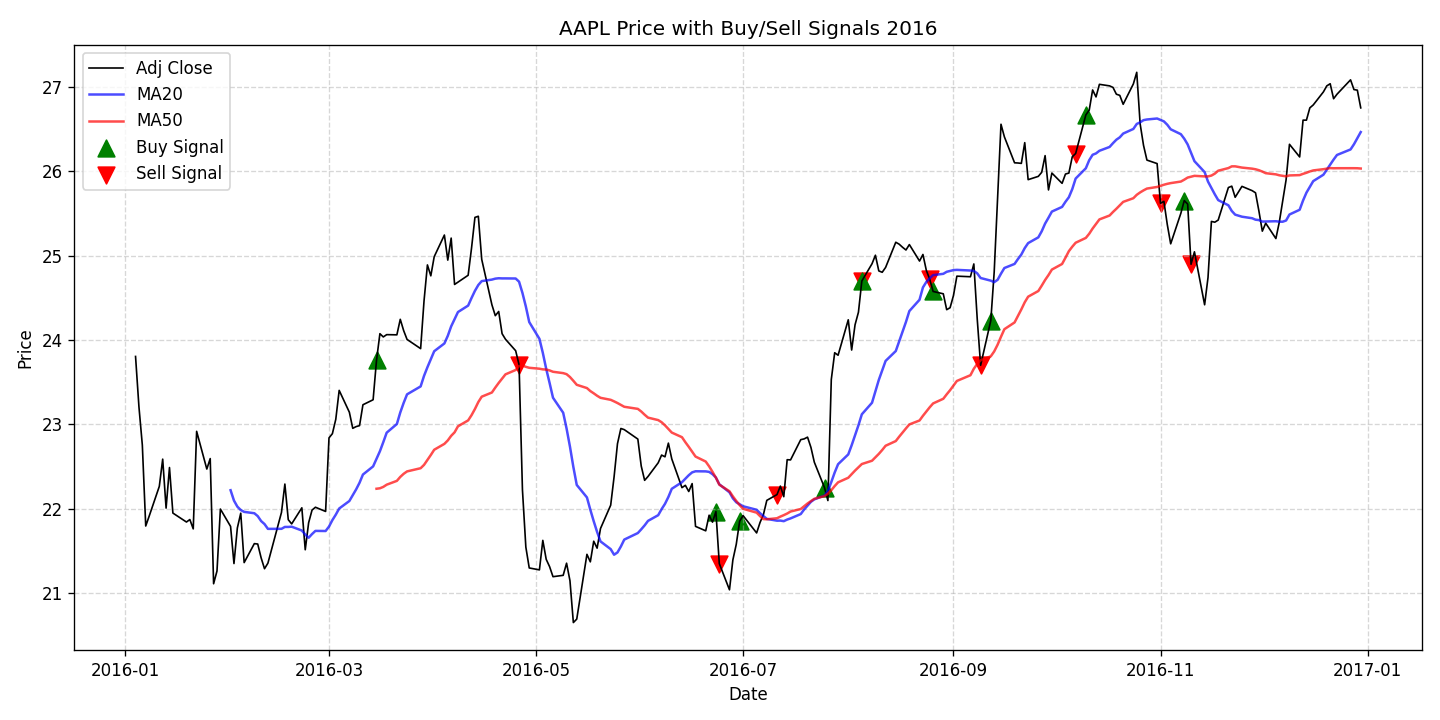 AAPL Price with Buy/Sell Signals 2016
Adj Close
MA20
MA50
Buy Signal
Sell Signal
Price
27
26
25
24
23
22
21
2016-01 2016-03 2016-05 2016-07 2016-09 2016-11 2017-01
Date